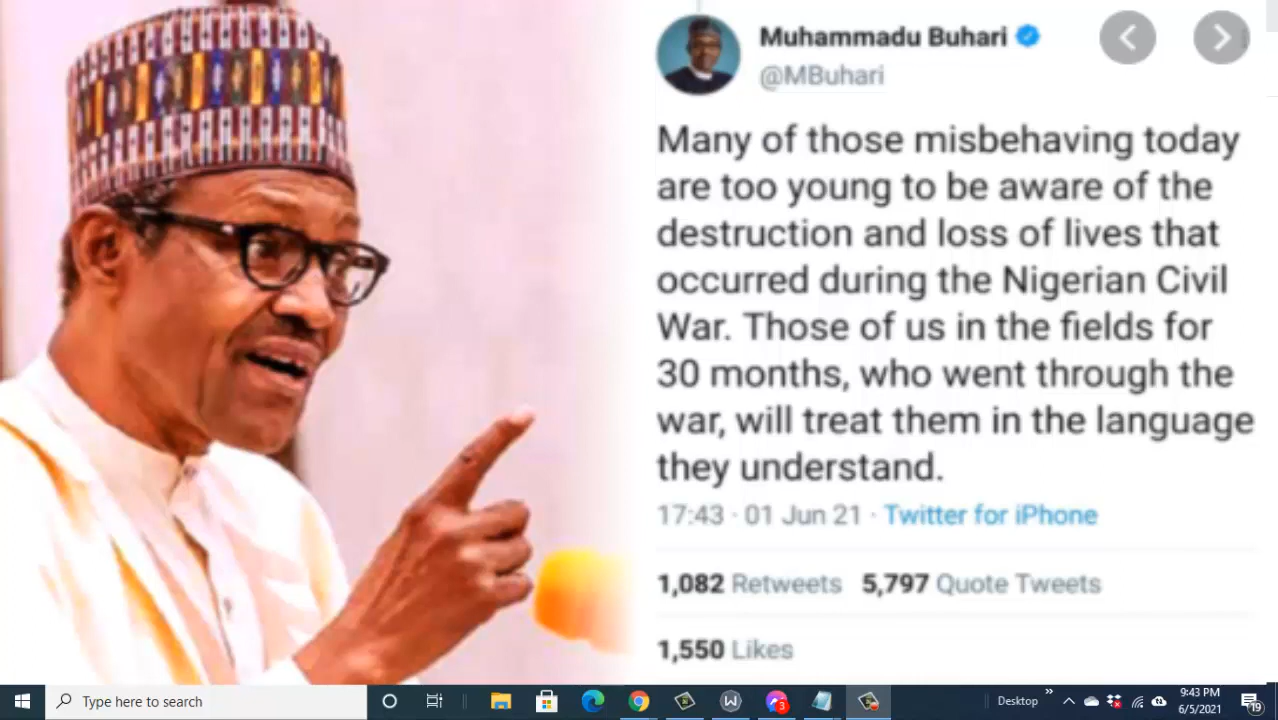 Muhammadu Buhari
@MBuhari
Many of those misbehaving today
are too young to be aware of the
destruction and loss of lives that
occurred during the Nigerian Civil
War. Those of us in the fields for
30 months, who went through the
war, will treat them in the language
they understand.
17:43 · 01 Jun 21 · Twitter for iPhone
1,082 Retweets 5,797 Quote Tweets
1,550 Likes
Type here to search
3
Desktop
9:43 PM
6/5/2021
19